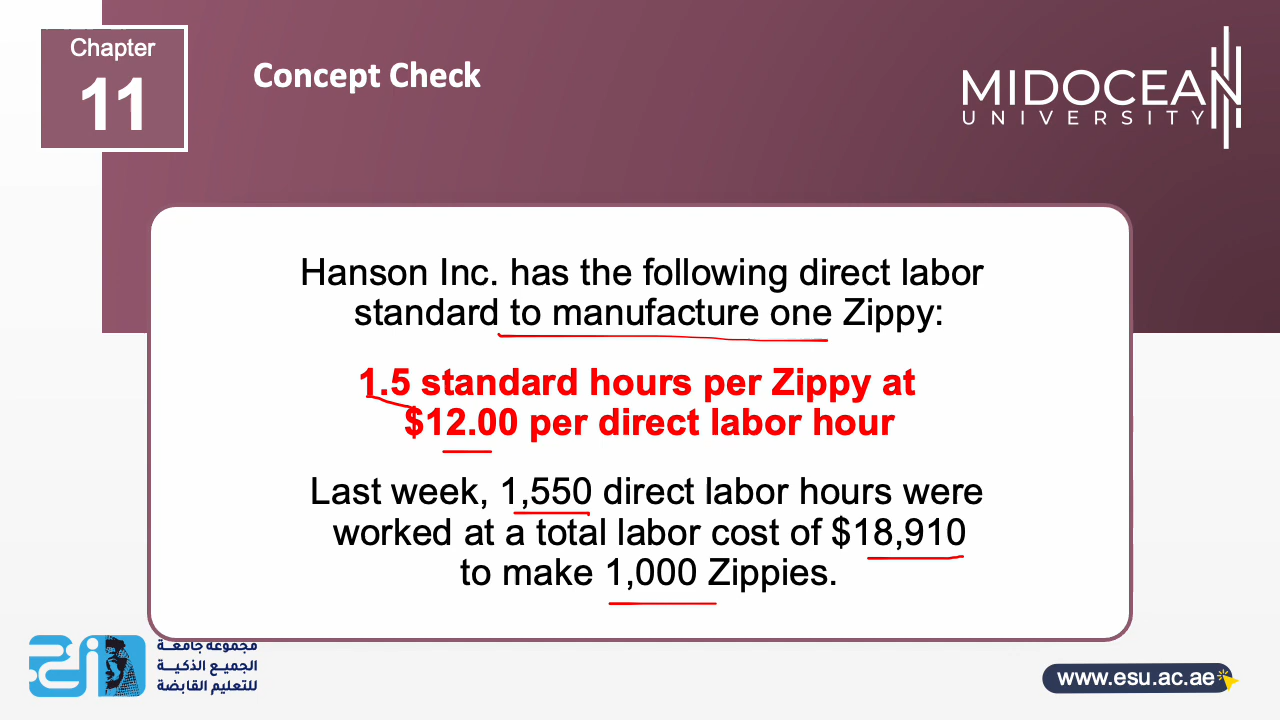 Chapter
11
Concept Check
MIDOCEAN
UNIVERSITY
Hanson Inc. has the following direct labor
standard to manufacture one Zippy:
1.5 standard hours per Zippy at
$12.00 per direct labor hour
Last week, 1,550 direct labor hours were
worked at a total labor cost of $18,910
to make 1,000 Zippies.
مجموعة جامعة
الجميع الذكية
للتعليم القابضة
www.esu.ac.ae